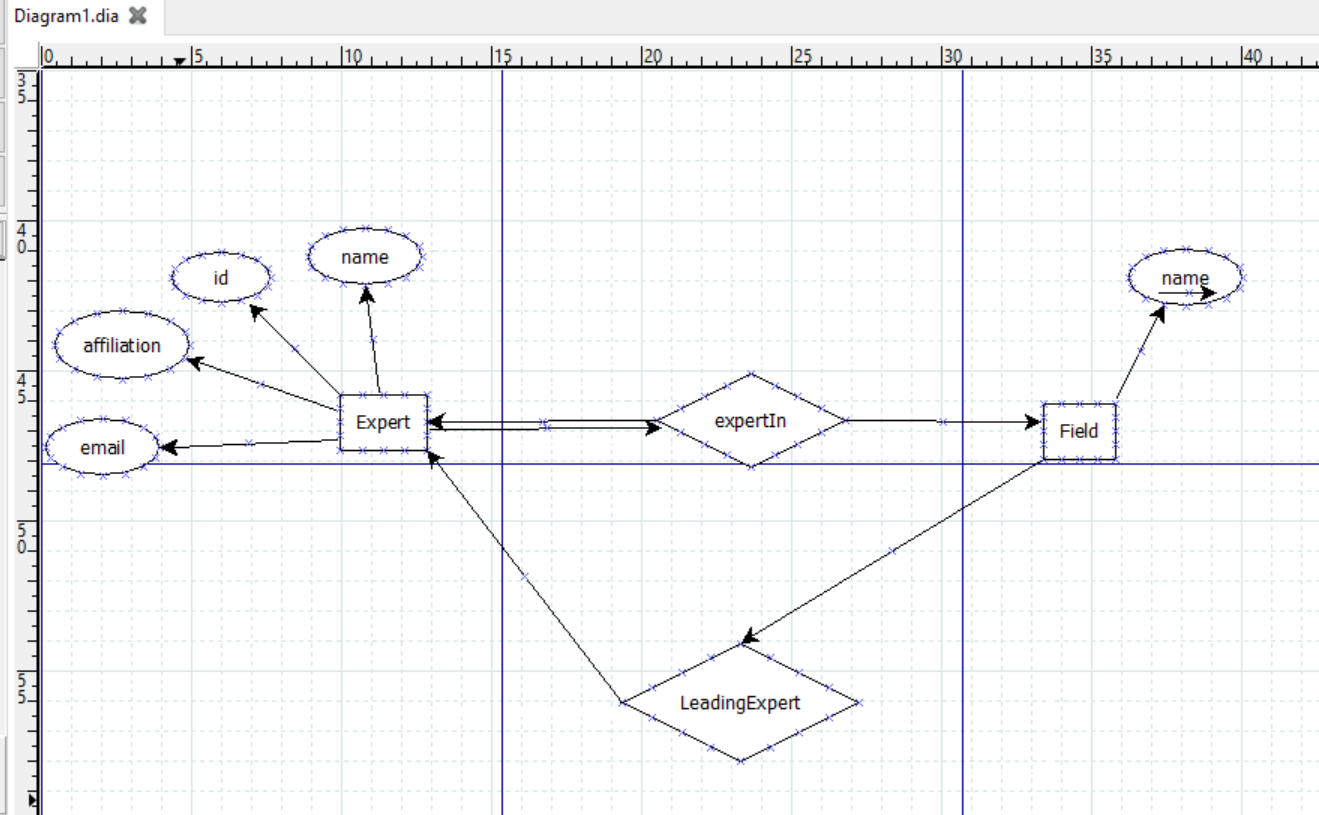 Diagram1.dia
0 5 10 15 20 25 30 35 40
35
40
45
50
55
name
id
name
affiliation
Expert
expertIn
Field
email
LeadingExpert